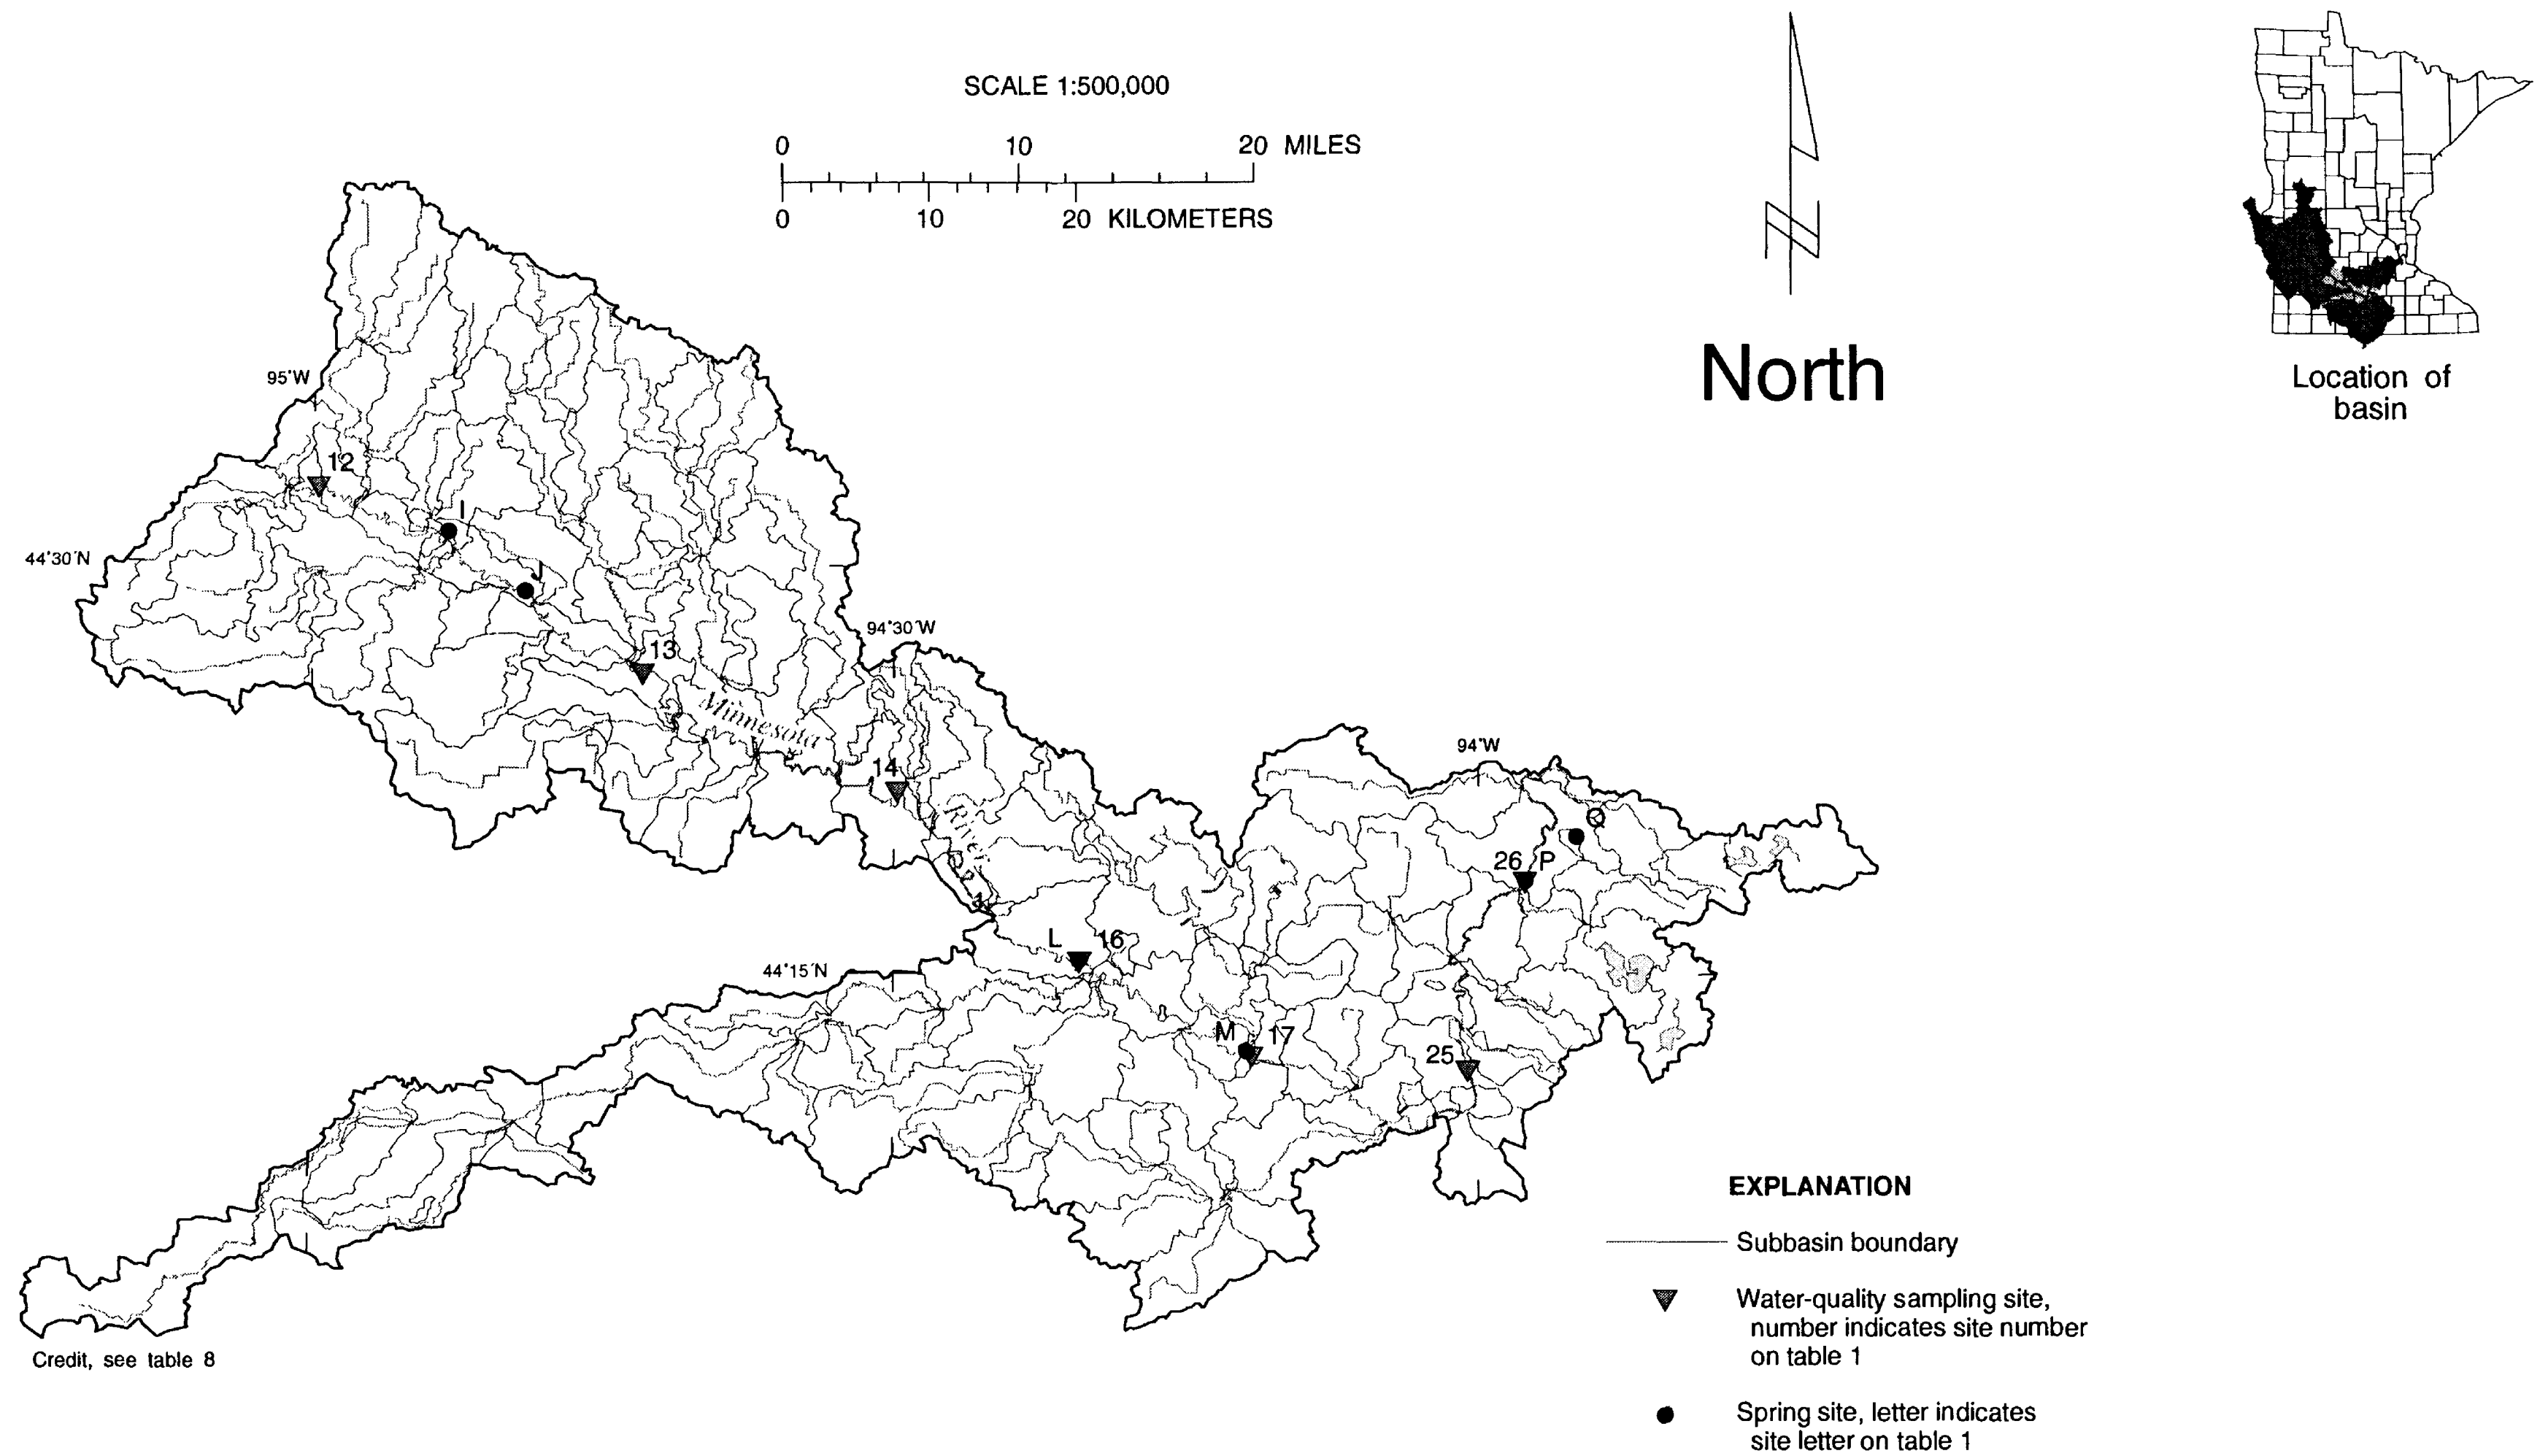 SCALE 1:500,000
0 10 20 MILES
0 10 20 KILOMETERS
North
Location of
basin
95°W
12
I
44°30´N
J
13
94°30´W
Minnesota
14
River
94°W
Q
26 P
L 16
44°15´N
M 17
25
EXPLANATION
Subbasin boundary
Water-quality sampling site,
number indicates site number
on table 1
Spring site, letter indicates
site letter on table 1
Credit, see table 8